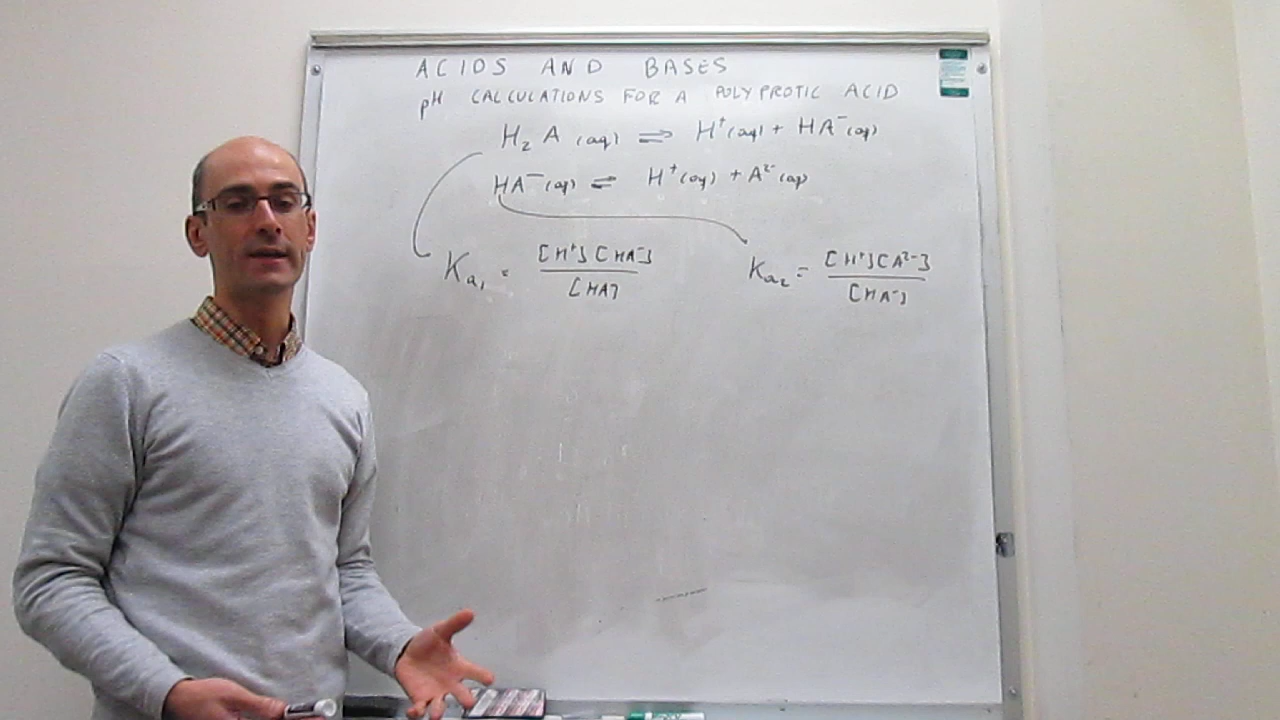 ACIDS AND BASES
pH CALCULATIONS FOR A POLYPROTIC ACID
H₂A (aq) ⇌ H⁺(aq) + HA⁻(aq)
HA⁻(aq) ⇌ H⁺(aq) + A²⁻(aq)
Ka₁ = [H⁺][HA⁻] / [HA]
Ka₂ = [H⁺][A²⁻] / [HA⁻]